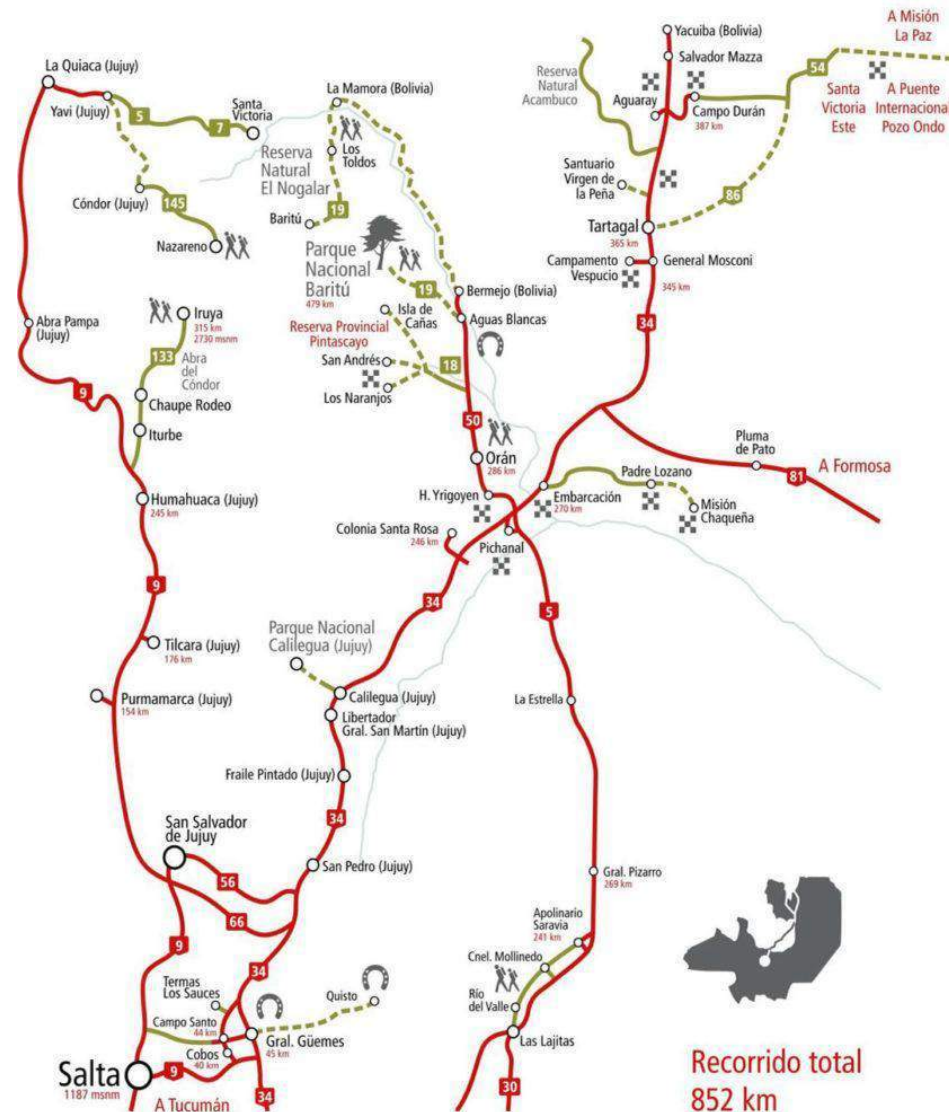 Yacuiba (Bolivia)
A Misión
La Paz
Salvador Mazza
La Quiaca (Jujuy)
54
Reserva
Natural
Acambuco
La Mamora (Bolivia)
Yavi (Jujuy)
5
7
Santa
Victoria
Aguaray
Campo Durán
387 km
Santa
Victoria
Este
A Puente
Internacional
Pozo Ondo
Los
Toldos
Reserva
Natural
El Nogalar
Santuario
Virgen de
la Peña
86
Cóndor (Jujuy)
145
19
Baritú
Tartagal
365 km
Nazareno
Parque
Nacional
Baritú
479 km
Campamento
Vespucio
General Mosconi
345 km
19
Bermejo (Bolivia)
Iruya
315 km
2730 msnm
Isla de
Cañas
Aguas Blancas
Abra Pampa
(Jujuy)
Reserva Provincial
Pintascayo
34
133
Abra
del
Cóndor
San Andrés
18
Los Naranjos
9
Chaupe Rodeo
50
Iturbe
Orán
286 km
Pluma
de Pato
A Formosa
81
Padre Lozano
Humahuaca (Jujuy)
245 km
H. Yrigoyen
Embarcación
270 km
Misión
Chaqueña
Colonia Santa Rosa
246 km
Pichanal
9
34
5
Parque Nacional
Calilegua (Jujuy)
Tilcara (Jujuy)
176 km
Purmamarca (Jujuy)
154 km
Calilegua (Jujuy)
La Estrella
Libertador
Gral. San Martín (Jujuy)
Fraile Pintado (Jujuy)
34
San Salvador
de Jujuy
San Pedro (Jujuy)
Gral. Pizarro
269 km
56
66
Apolinario
Saravia
241 km
9
Cnel. Mollinedo
34
Termas
Los Sauces
Quisto
Río
del Valle
Campo Santo
44 km
Gral. Güemes
45 km
Las Lajitas
Cobos
40 km
Salta
1187 msnm
9
A Tucumán
34
30
Recorrido total
852 km